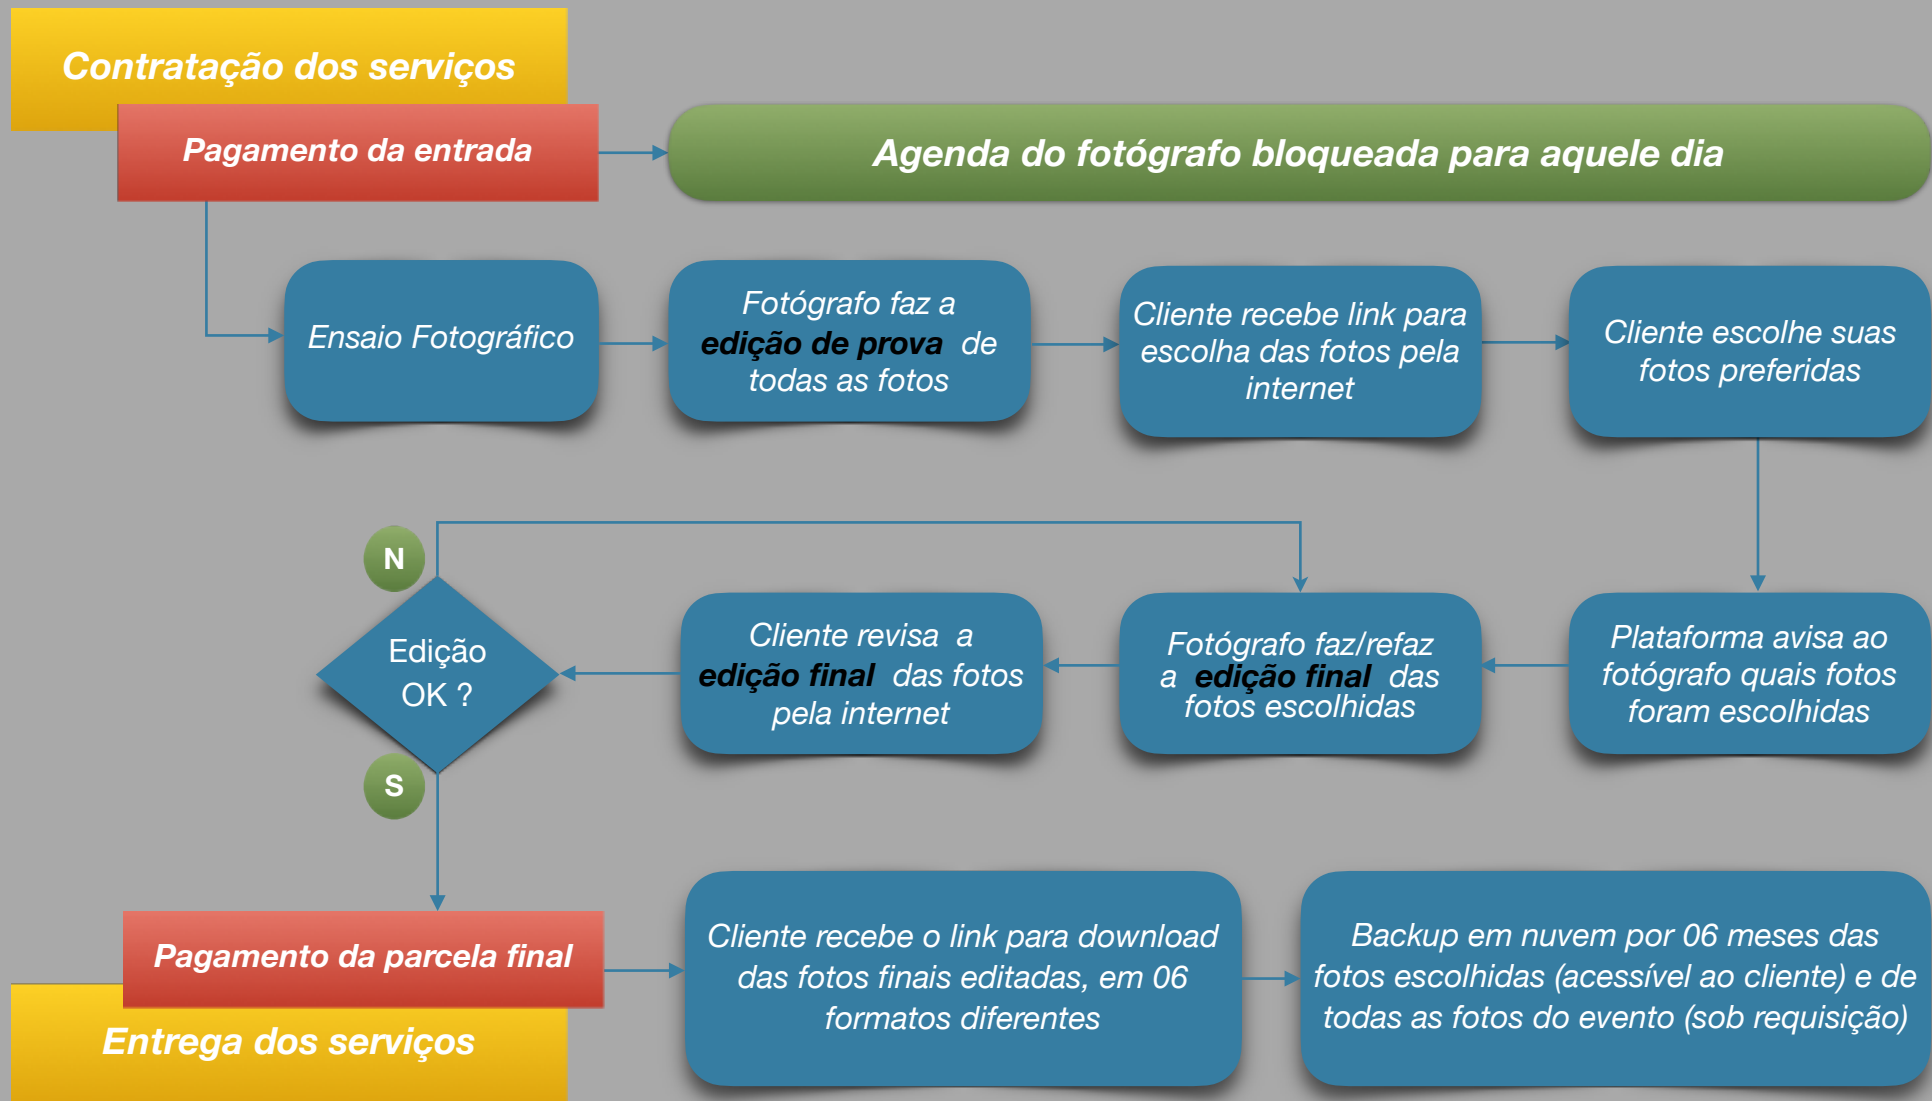 Contratação dos serviços
Pagamento da entrada
Agenda do fotógrafo bloqueada para aquele dia
Ensaio Fotográfico
Fotógrafo faz a
edição de prova de
todas as fotos
Cliente recebe link para
escolha das fotos pela
internet
Cliente escolhe suas
fotos preferidas
N
Edição
OK ?
S
Cliente revisa a
edição final das fotos
pela internet
Fotógrafo faz/refaz
a edição final das
fotos escolhidas
Plataforma avisa ao
fotógrafo quais fotos
foram escolhidas
Pagamento da parcela final
Entrega dos serviços
Cliente recebe o link para download
das fotos finais editadas, em 06
formatos diferentes
Backup em nuvem por 06 meses das
fotos escolhidas (acessível ao cliente) e de
todas as fotos do evento (sob requisição)